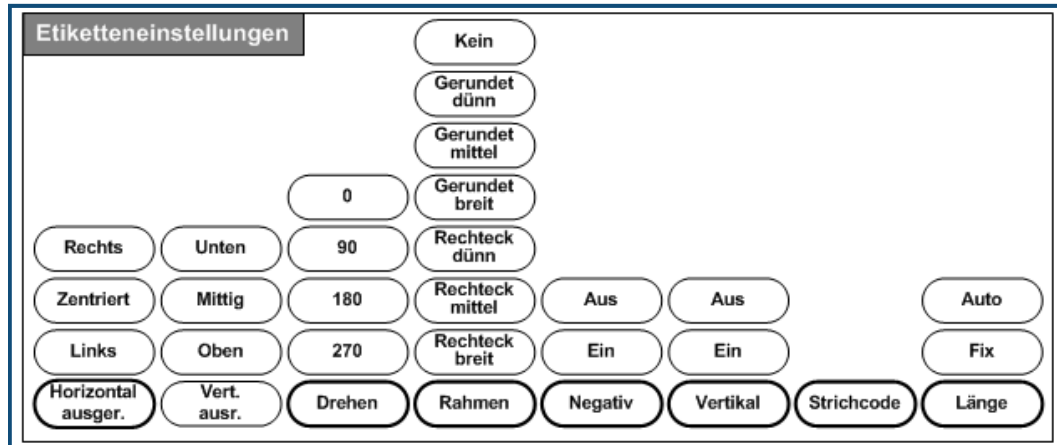 Etiketteneinstellungen
Kein
Gerundet
dünn
Gerundet
mittel
0
Gerundet
breit
Rechts
Unten
90
Rechteck
dünn
Zentriert
Mittig
180
Rechteck
mittel
Aus
Aus
Auto
Links
Oben
270
Rechteck
breit
Ein
Ein
Fix
Horizontal
ausger.
Vert.
ausr.
Drehen
Rahmen
Negativ
Vertikal
Strichcode
Länge